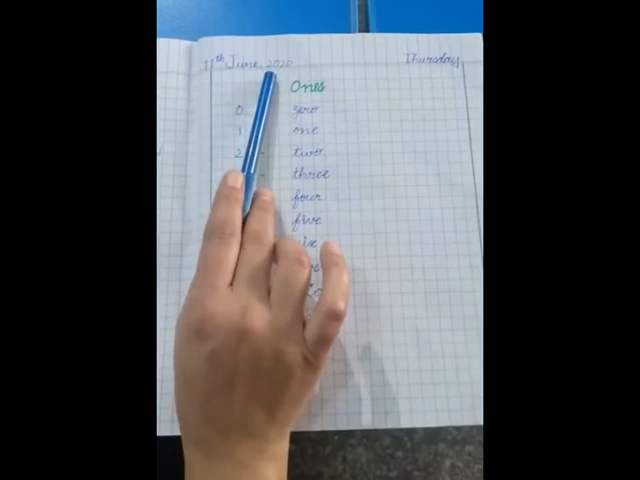 11th June, 2020 Thursday
Ones
0 zero
1 one
2 - two
- three
four
five